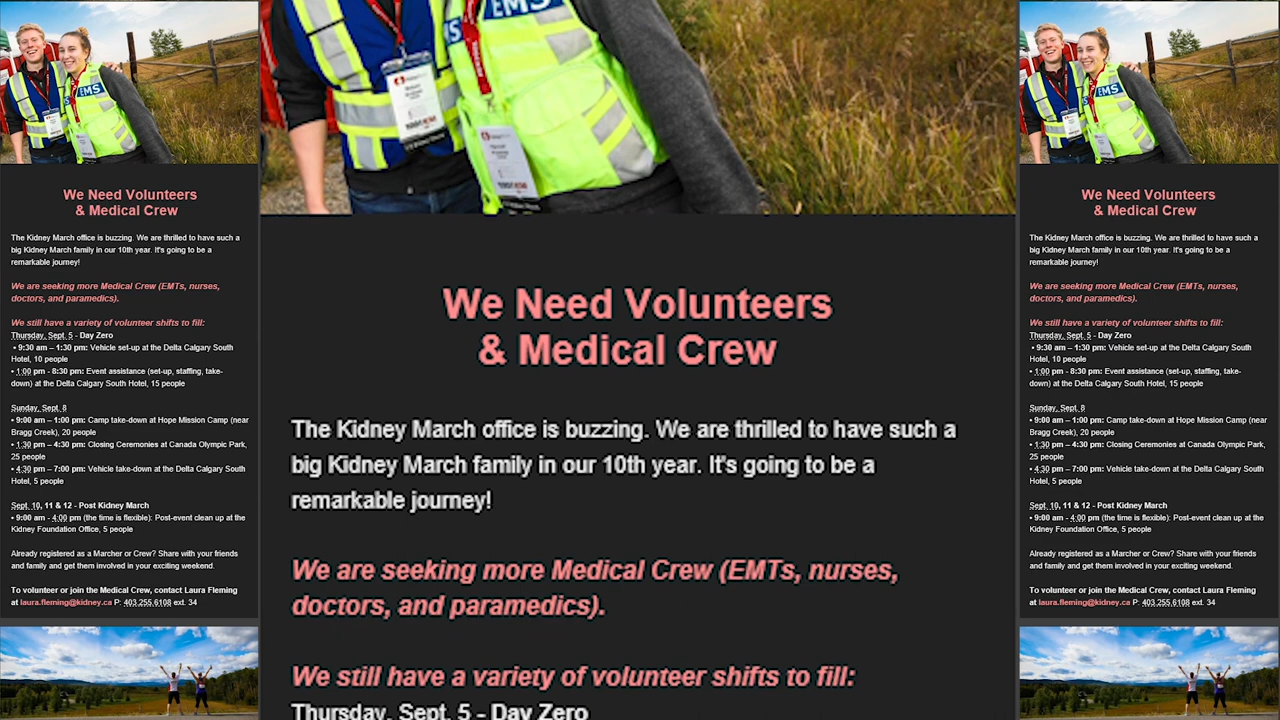 EMS
We Need Volunteers
& Medical Crew
The Kidney March office is buzzing. We are thrilled to have such a
big Kidney March family in our 10th year. It's going to be a
remarkable journey!
We are seeking more Medical Crew (EMTs, nurses,
doctors, and paramedics).
We still have a variety of volunteer shifts to fill:
Thursday, Sept. 5 - Day Zero
• 9:30 am – 1:30 pm: Vehicle set-up at the Delta Calgary South
Hotel, 10 people
• 1:00 pm - 8:30 pm: Event assistance (set-up, staffing, take-
down) at the Delta Calgary South Hotel, 15 people
Sunday, Sept. 8
• 9:00 am – 1:00 pm: Camp take-down at Hope Mission Camp (near
Bragg Creek), 20 people
• 1:30 pm – 4:30 pm: Closing Ceremonies at Canada Olympic Park,
25 people
• 4:30 pm – 7:00 pm: Vehicle take-down at the Delta Calgary South
Hotel, 5 people
Sept. 10, 11 & 12 - Post Kidney March
• 9:00 am - 4:00 pm (the time is flexible): Post-event clean up at the
Kidney Foundation Office, 5 people
Already registered as a Marcher or Crew? Share with your friends
and family and get them involved in your exciting weekend.
To volunteer or join the Medical Crew, contact Laura Fleming
at laura.fleming@kidney.ca P: 403.255.6108 ext. 34
EMS
We Need Volunteers
& Medical Crew
The Kidney March office is buzzing. We are thrilled to have such a
big Kidney March family in our 10th year. It's going to be a
remarkable journey!
We are seeking more Medical Crew (EMTs, nurses,
doctors, and paramedics).
We still have a variety of volunteer shifts to fill:
Thursday, Sept. 5 - Day Zero
EMS
We Need Volunteers
& Medical Crew
The Kidney March office is buzzing. We are thrilled to have such a
big Kidney March family in our 10th year. It's going to be a
remarkable journey!
We are seeking more Medical Crew (EMTs, nurses,
doctors, and paramedics).
We still have a variety of volunteer shifts to fill:
Thursday, Sept. 5 - Day Zero
• 9:30 am – 1:30 pm: Vehicle set-up at the Delta Calgary South
Hotel, 10 people
• 1:00 pm - 8:30 pm: Event assistance (set-up, staffing, take-
down) at the Delta Calgary South Hotel, 15 people
Sunday, Sept. 8
• 9:00 am – 1:00 pm: Camp take-down at Hope Mission Camp (near
Bragg Creek), 20 people
• 1:30 pm – 4:30 pm: Closing Ceremonies at Canada Olympic Park,
25 people
• 4:30 pm – 7:00 pm: Vehicle take-down at the Delta Calgary South
Hotel, 5 people
Sept. 10, 11 & 12 - Post Kidney March
• 9:00 am - 4:00 pm (the time is flexible): Post-event clean up at the
Kidney Foundation Office, 5 people
Already registered as a Marcher or Crew? Share with your friends
and family and get them involved in your exciting weekend.
To volunteer or join the Medical Crew, contact Laura Fleming
at laura.fleming@kidney.ca P: 403.255.6108 ext. 34